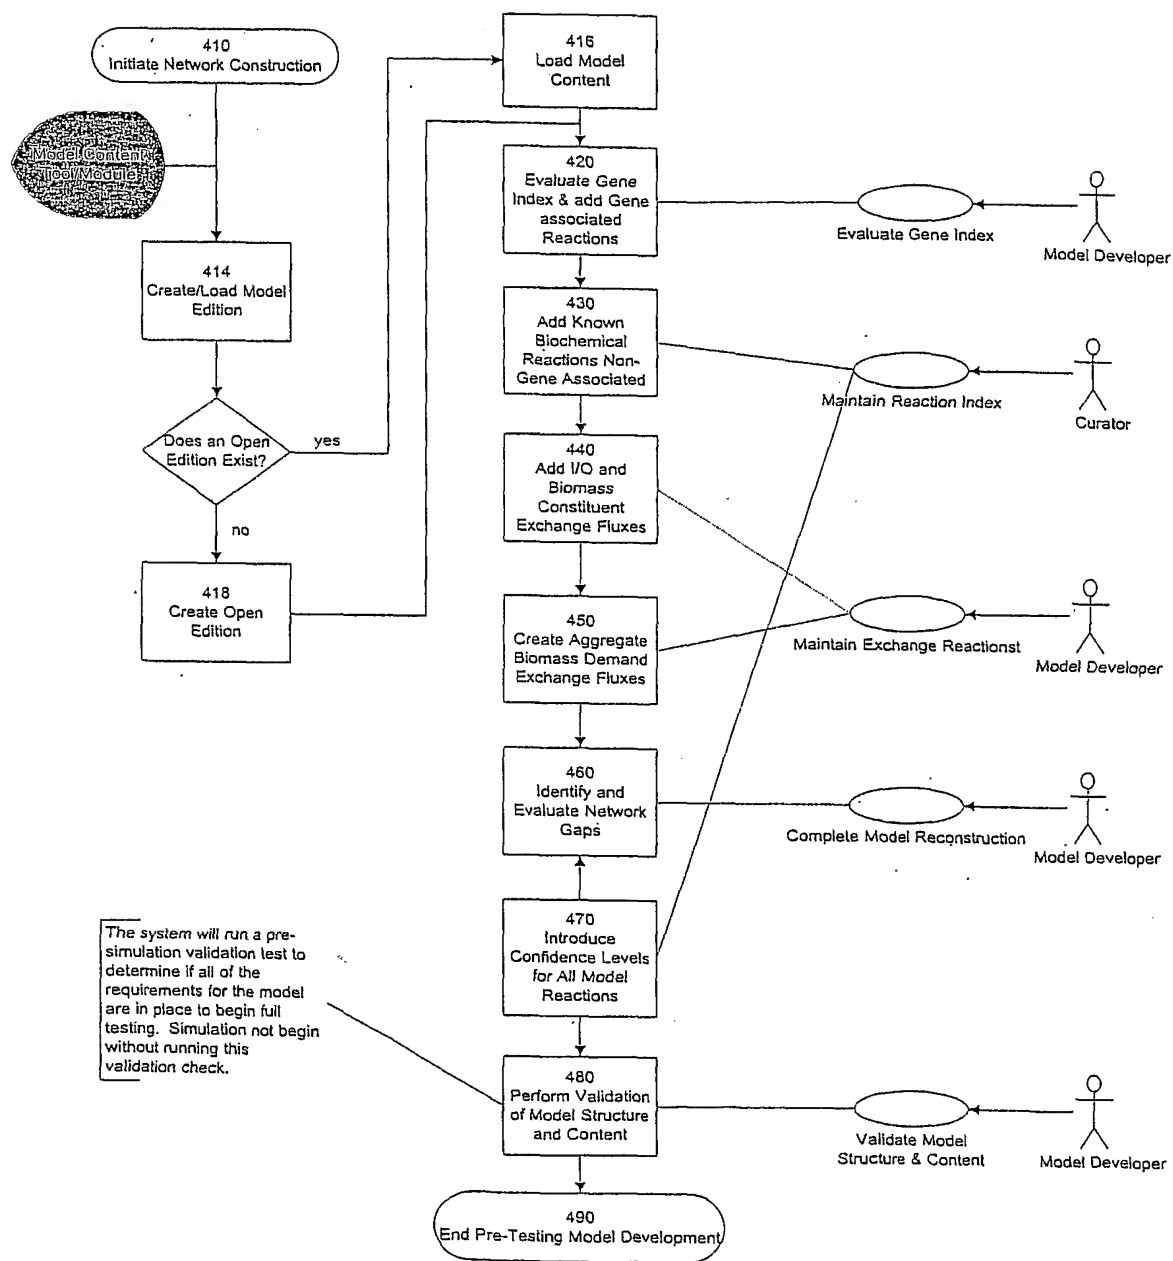 410
Initiate Network Construction
Model Content
Tool/Module
414
Create/Load Model
Edition
Does an Open
Edition Exist?
yes
no
418
Create Open
Edition
416
Load Model
Content
420
Evaluate Gene
Index & add Gene
associated
Reactions
Evaluate Gene Index
Model Developer
430
Add Known
Biochemical
Reactions Non-
Gene Associated
Maintain Reaction Index
Curator
440
Add I/O and
Biomass
Constituent
Exchange Fluxes
450
Create Aggregate
Biomass Demand
Exchange Fluxes
Maintain Exchange Reactionst
Model Developer
460
Identify and
Evaluate Network
Gaps
Complete Model Reconstruction
Model Developer
470
Introduce
Confidence Levels
for All Model
Reactions
The system will run a pre-
simulation validation test to
determine if all of the
requirements for the model
are in place to begin full
testing. Simulation not begin
without running this
validation check.
480
Perform Validation
of Model Structure
and Content
Validate Model
Structure & Content
Model Developer
490
End Pre-Testing Model Development